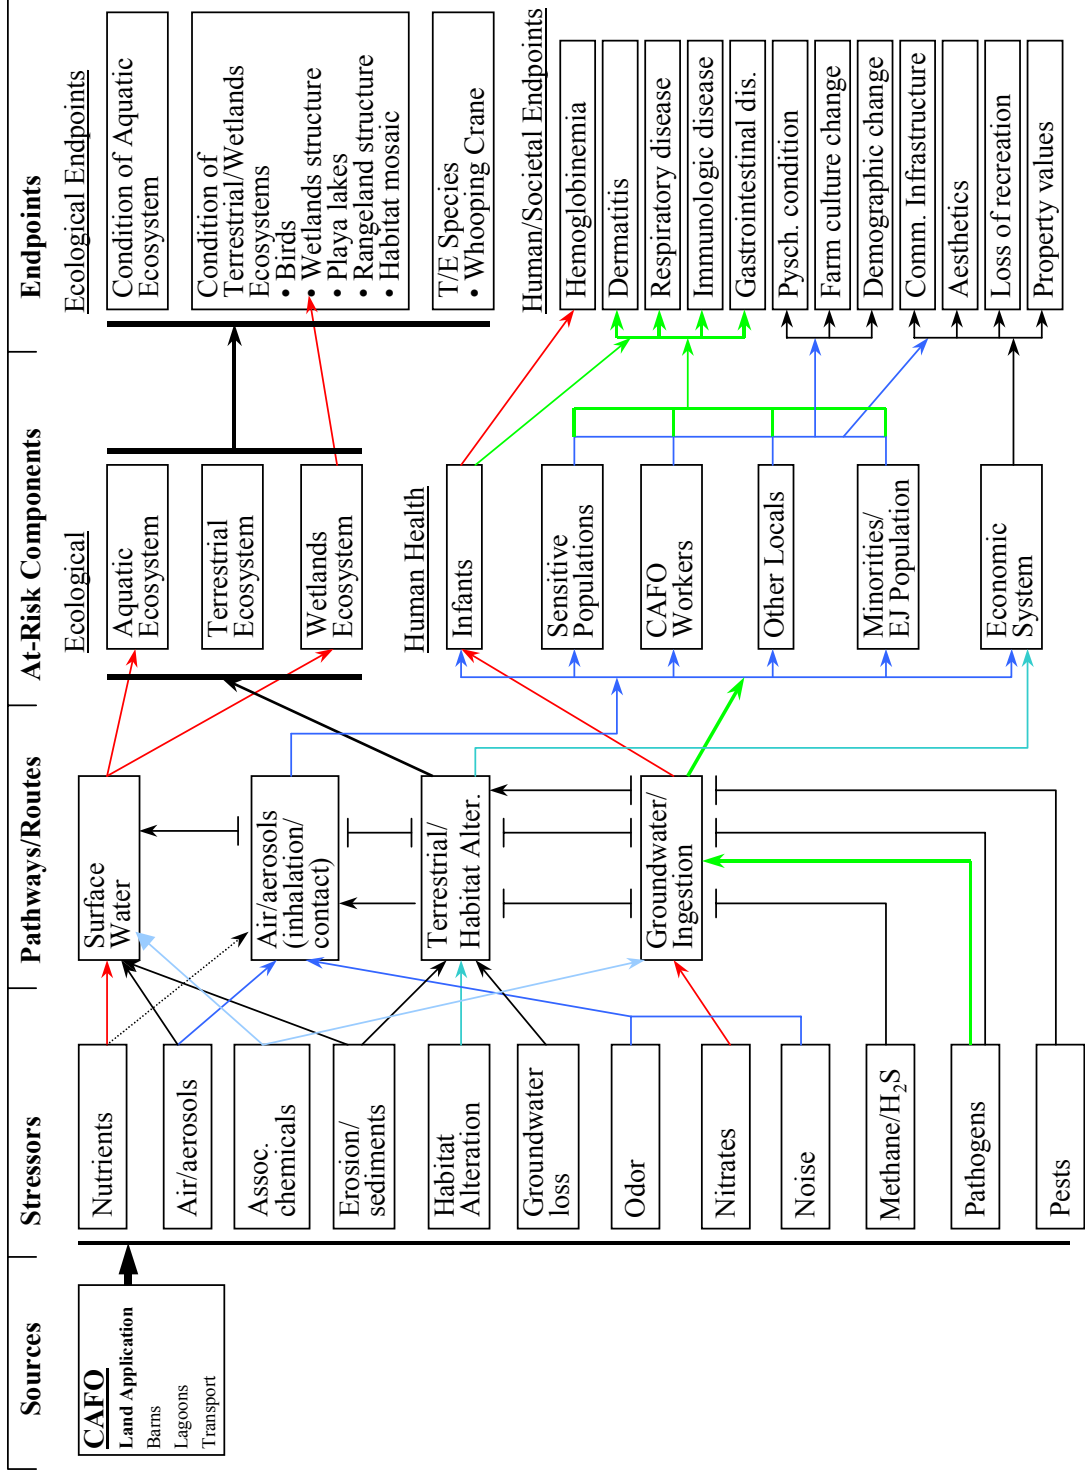 Sources
Stressors
Pathways/Routes
At-Risk Components
Endpoints
CAFO
Land Application
Barns
Lagoons
Transport
Nutrients
Air/aerosols
Assoc.
chemicals
Erosion/
sediments
Habitat
Alteration
Groundwater
loss
Odor
Nitrates
Noise
Methane/H₂S
Pathogens
Pests
Surface
Water
Air/aerosols
(inhalation/
contact)
Terrestrial/
Habitat Alter.
Groundwater/
Ingestion
Ecological
Aquatic
Ecosystem
Terrestrial
Ecosystem
Wetlands
Ecosystem
Human Health
Infants
Sensitive
Populations
CAFO
Workers
Other Locals
Minorities/
EJ Population
Economic
System
Ecological Endpoints
Condition of Aquatic
Ecosystem
Condition of
Terrestrial/Wetlands
Ecosystems
• Birds
• Wetlands structure
• Playa lakes
• Rangeland structure
• Habitat mosaic
T/E Species
• Whooping Crane
Human/Societal Endpoints
Hemoglobinemia
Dermatitis
Respiratory disease
Immunologic disease
Gastrointestinal dis.
Pysch. condition
Farm culture change
Demographic change
Comm. Infrastructure
Aesthetics
Loss of recreation
Property values